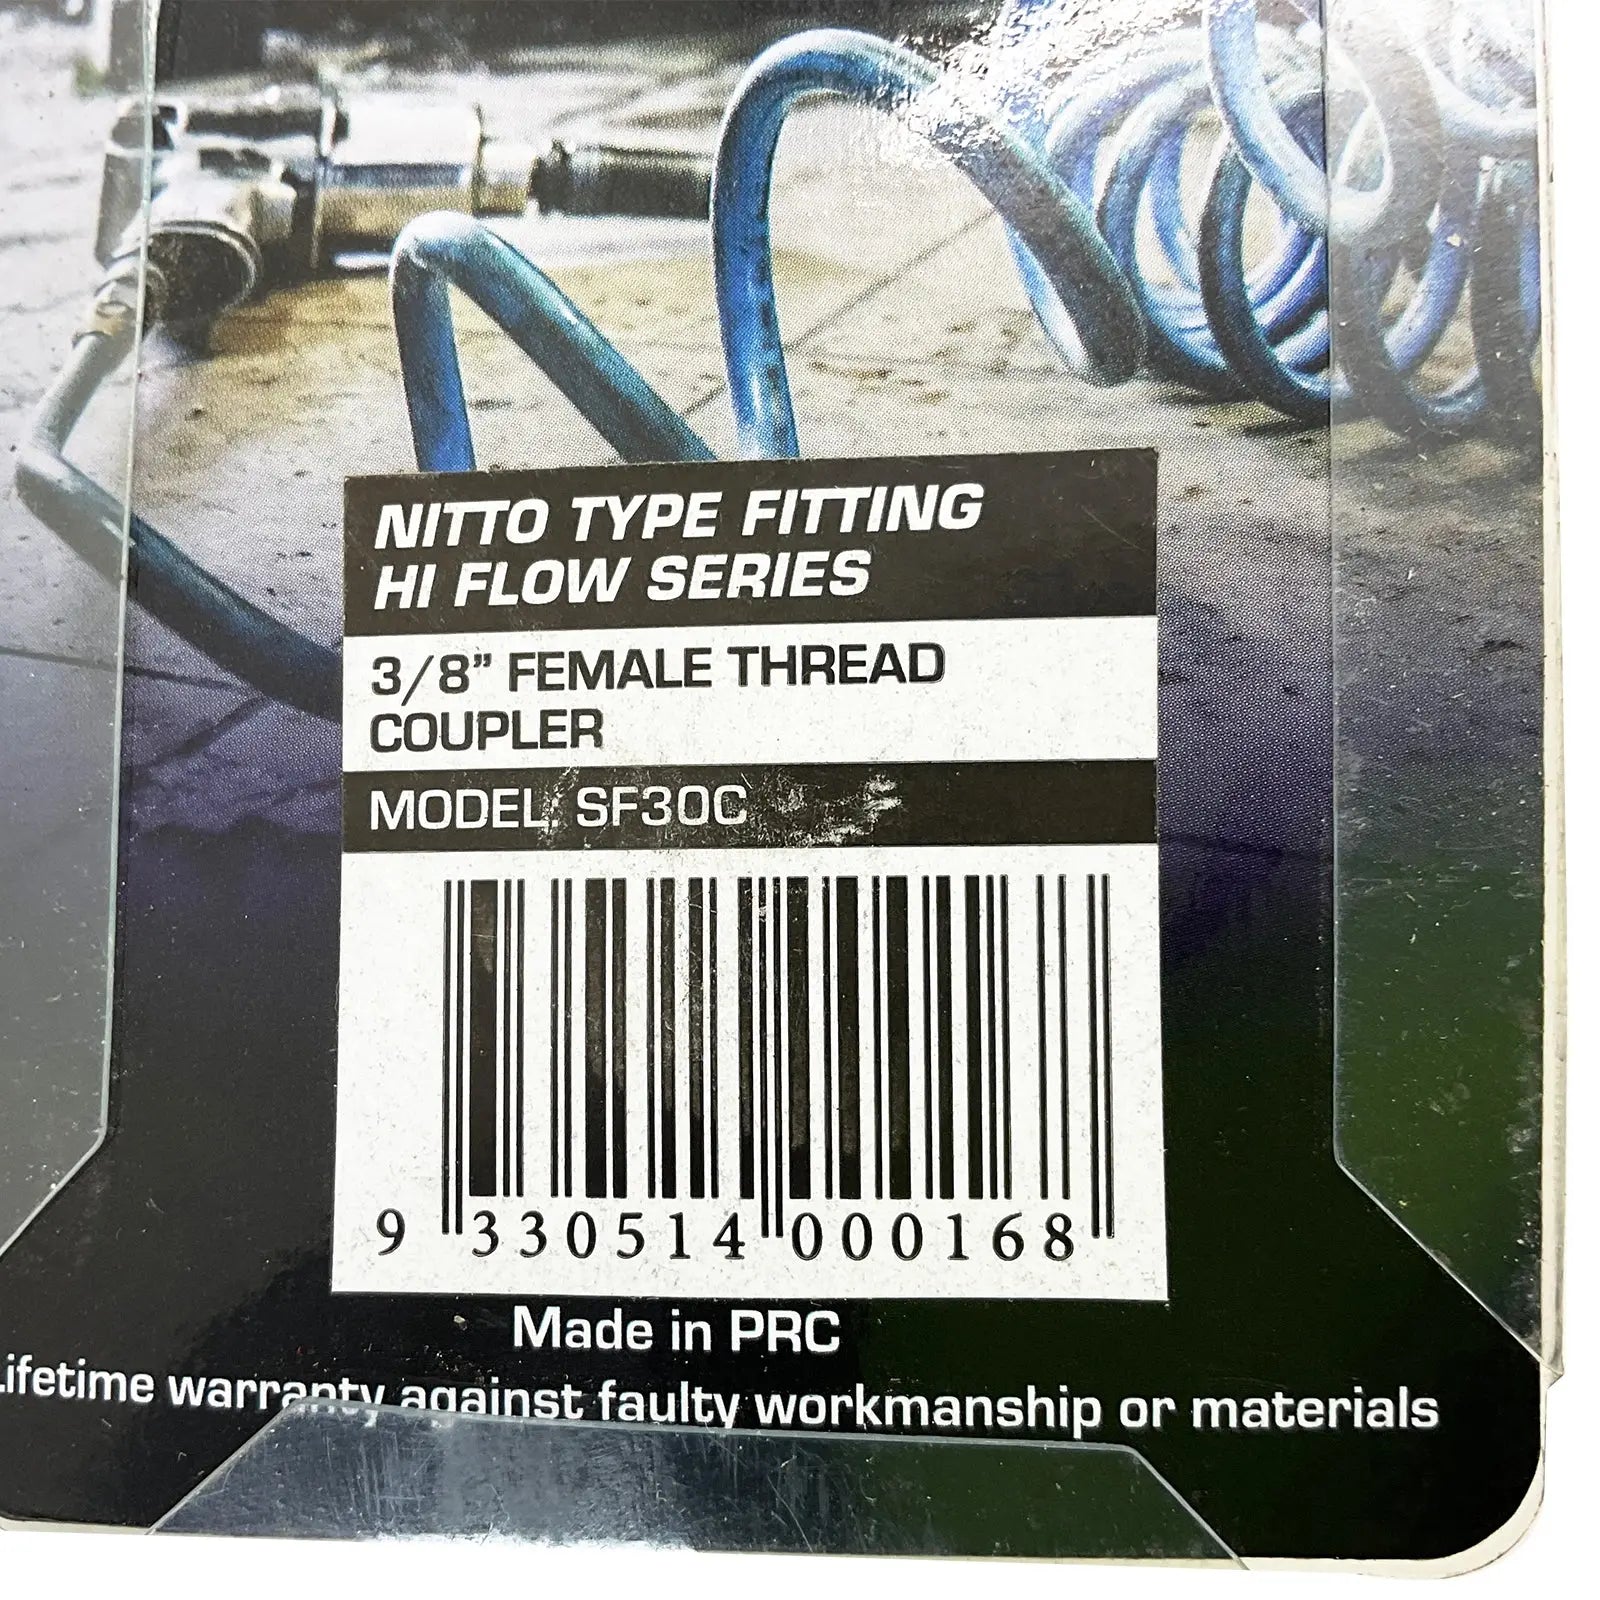 NITTO TYPE FITTING
HI FLOW SERIES
3/8" FEMALE THREAD
COUPLER
MODEL. SF30C
9 330514 000168
Made in PRC
Lifetime warranty against faulty workmanship or materials